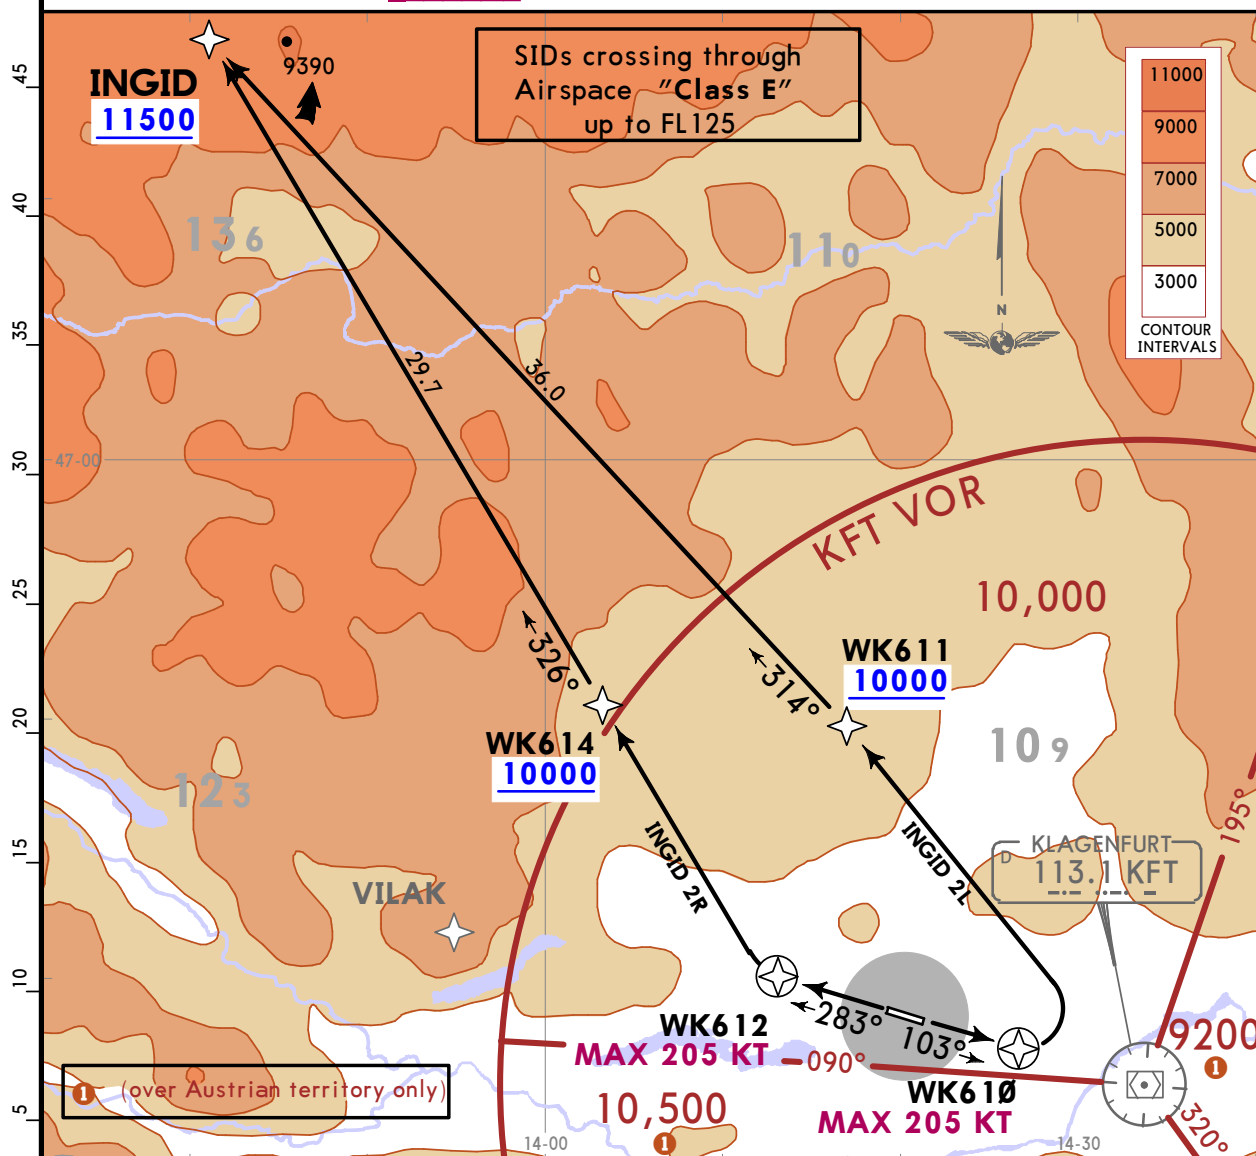 45
INGID
11500
9390
SIDs crossing through
Airspace "Class E"
up to FL125
11000
9000
7000
5000
3000
CONTOUR
INTERVALS
40
136
110
N
35
29.7
36.0
30
47-00
KFT VOR
25
10,000
326°
314°
WK611
10000
20
WK614
10000
109
123
195°
15
INGID 2R
INGID 2L
D
KLAGENFURT
113.1 KFT
VILAK
10
283°
103°
WK612
MAX 205 KT
090°
9200
1
WK610
MAX 205 KT
1 (over Austrian territory only)
5
10,500
1
320°
14-00
14-30